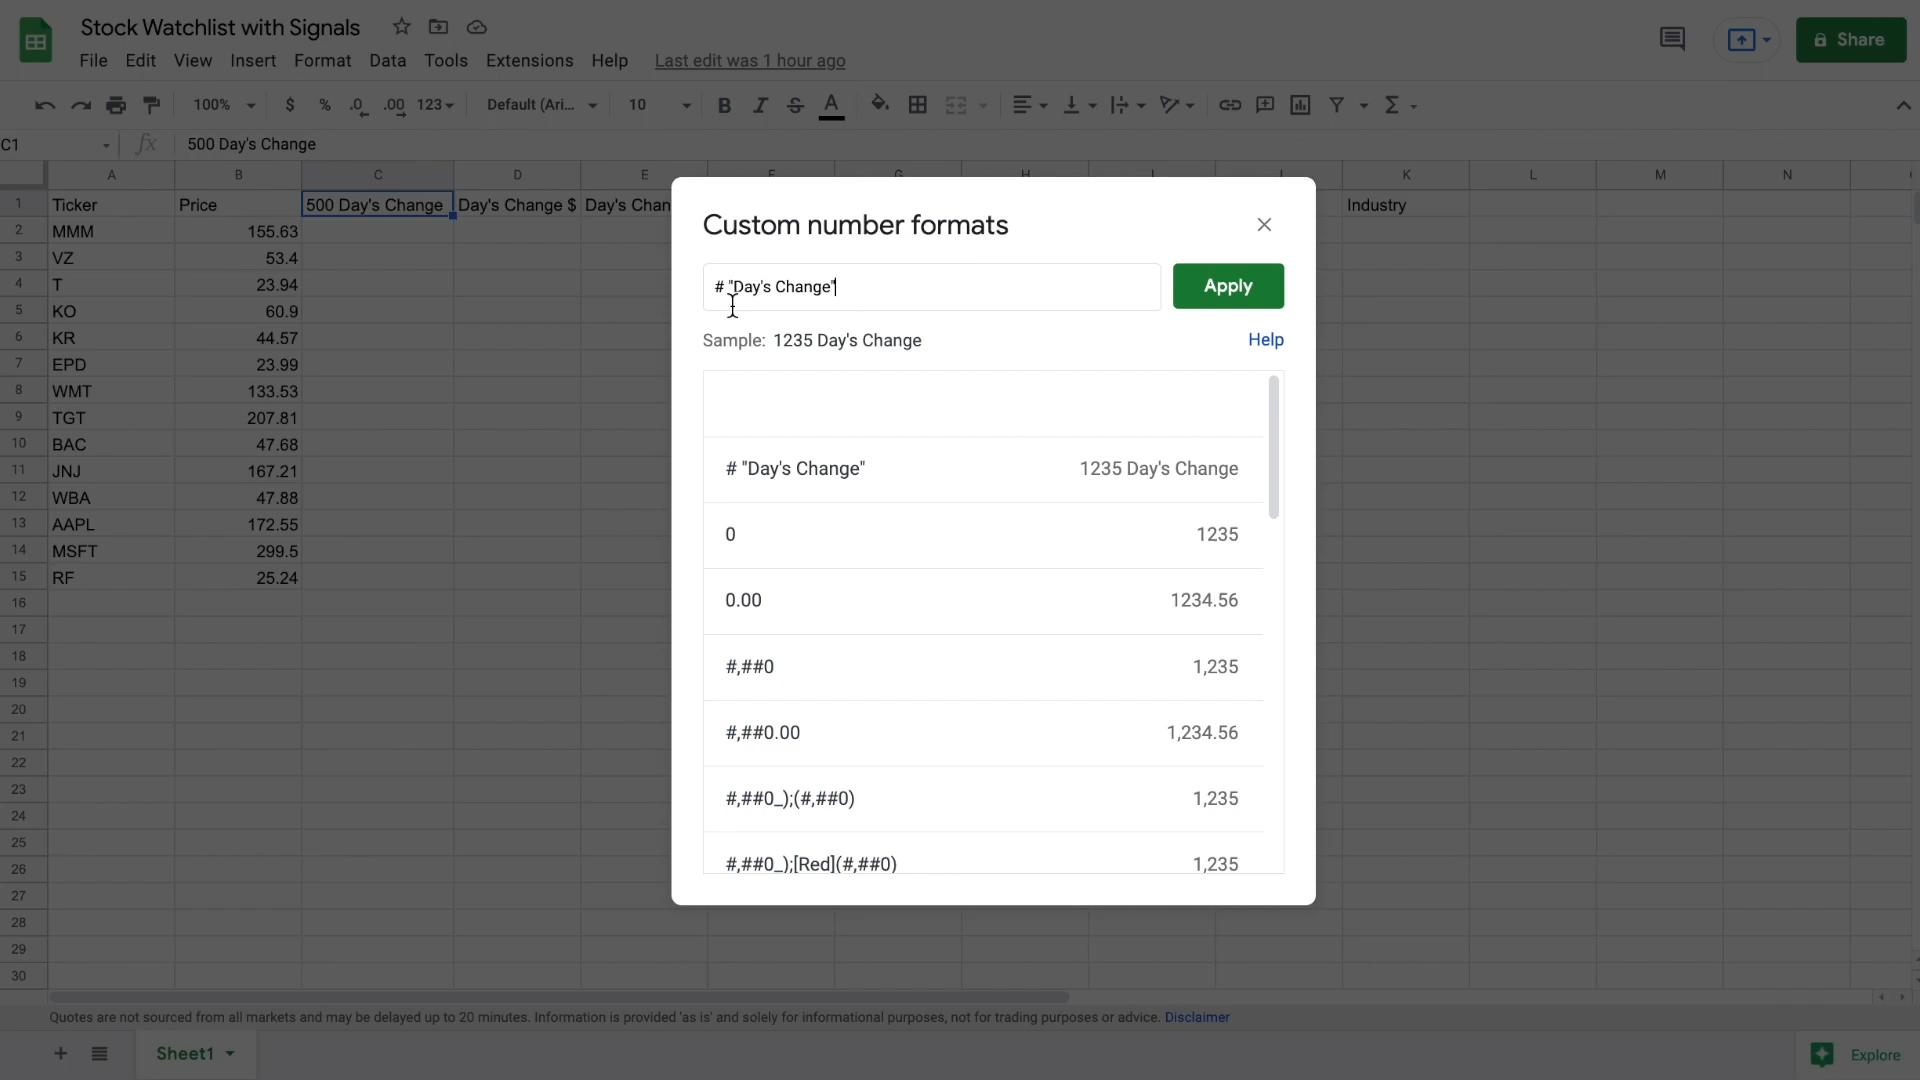 Stock Watchlist with Signals
File Edit View Insert Format Data Tools Extensions Help Last edit was 1 hour ago
Share
100% $ % .0 .00 123 Default (Ari... 10 B I S A
C1 fx 500 Day's Change
A B C D E F G H I J K L M N
1 Ticker Price 500 Day's Change Day's Change $ Day's Chan Industry
2 MMM 155.63
3 VZ 53.4
4 T 23.94
5 KO 60.9
6 KR 44.57
7 EPD 23.99
8 WMT 133.53
9 TGT 207.81
10 BAC 47.68
11 JNJ 167.21
12 WBA 47.88
13 AAPL 172.55
14 MSFT 299.5
15 RF 25.24
16
17
18
19
20
21
22
23
24
25
26
27
28
29
30
Custom number formats
# "Day's Change"
Apply
Sample: 1235 Day's Change
Help
# "Day's Change" 1235 Day's Change
0 1235
0.00 1234.56
#,##0 1,235
#,##0.00 1,234.56
#,##0_);(#,##0) 1,235
#,##0_);[Red](#,##0) 1,235
Quotes are not sourced from all markets and may be delayed up to 20 minutes. Information is provided 'as is' and solely for informational purposes, not for trading purposes or advice. Disclaimer
Sheet1
Explore